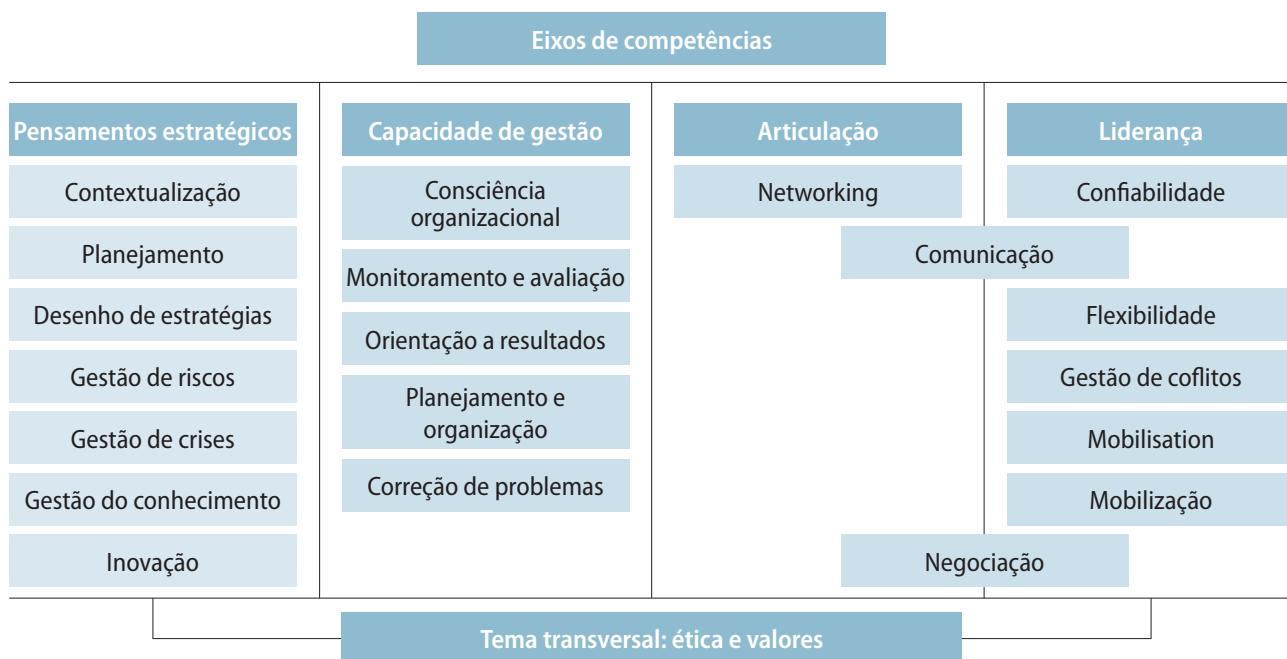 Eixos de competências
Pensamentos estratégicos
Contextualização
Planejamento
Desenho de estratégias
Gestão de riscos
Gestão de crises
Gestão do conhecimento
Inovação
Capacidade de gestão
Consciência
organizacional
Monitoramento e avaliação
Orientação a resultados
Planejamento e
organização
Correção de problemas
Articulação
Networking
Comunicação
Negociação
Liderança
Confiabilidade
Flexibilidade
Gestão de coflitos
Mobilisation
Mobilização
Tema transversal: ética e valores